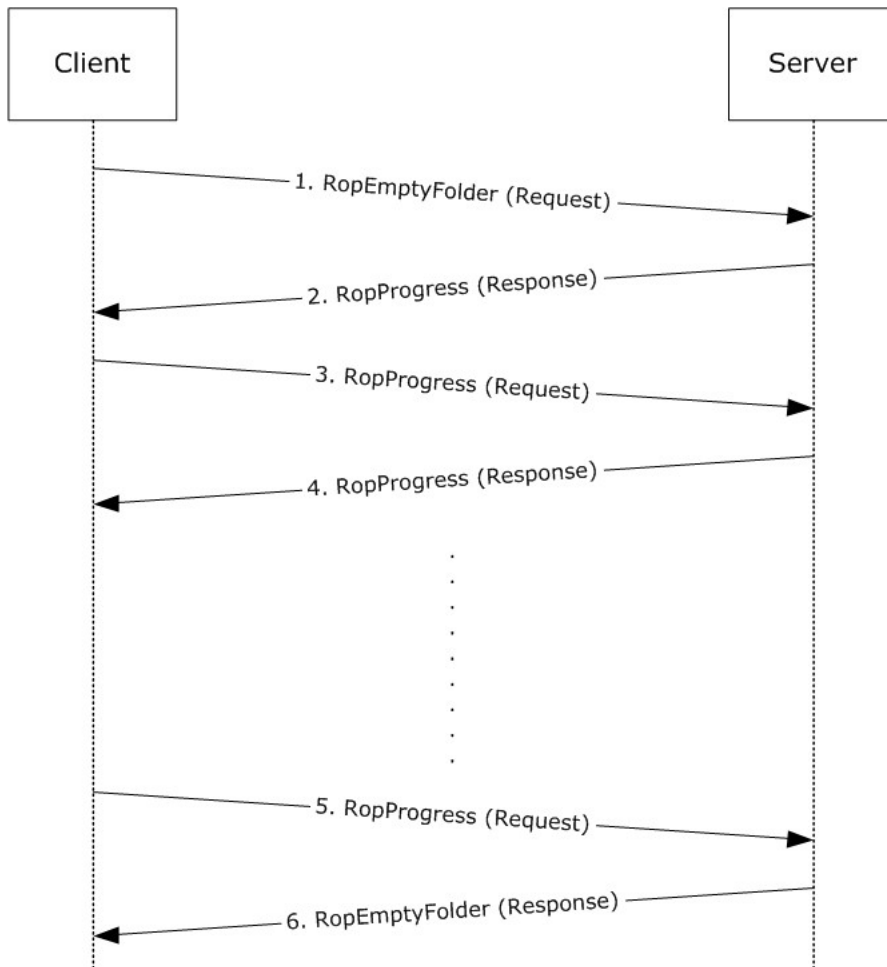 Client
Server
1. RopEmptyFolder (Request)
2. RopProgress (Response)
3. RopProgress (Request)
4. RopProgress (Response)
5. RopProgress (Request)
6. RopEmptyFolder (Response)